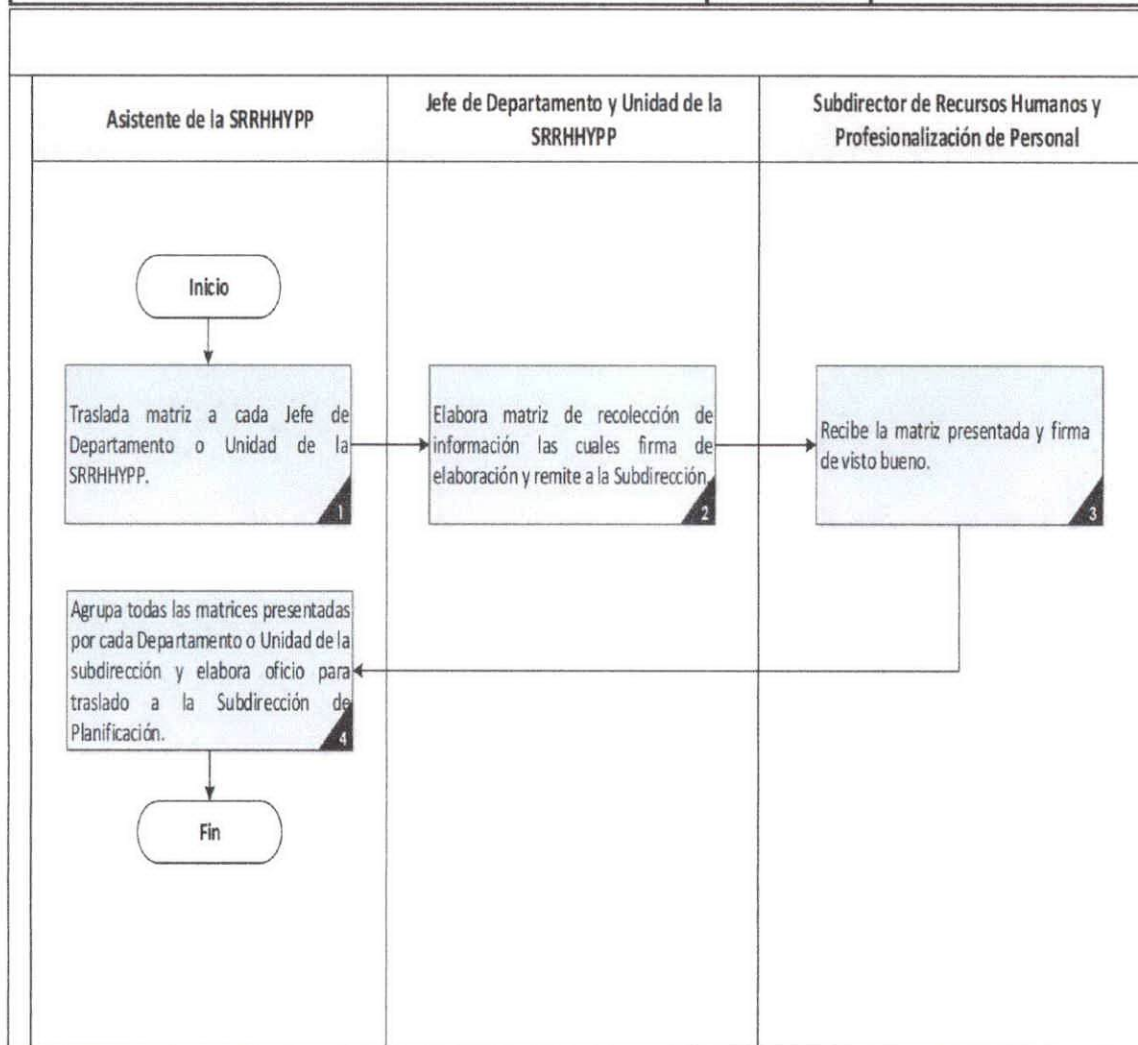 Asistente de la SRRHHYPP
Jefe de Departamento y Unidad de la
SRRHHYPP
Subdirector de Recursos Humanos y
Profesionalización de Personal
Inicio
Traslada matriz a cada Jefe de
Departamento o Unidad de la
SRRHHYPP.
1
Elabora matriz de recolección de
información las cuales firma de
elaboración y remite a la Subdirección.
2
Recibe la matriz presentada y firma
de visto bueno.
3
Agrupa todas las matrices presentadas
por cada Departamento o Unidad de la
subdirección y elabora oficio para
traslado a la Subdirección de
Planificación.
4
Fin